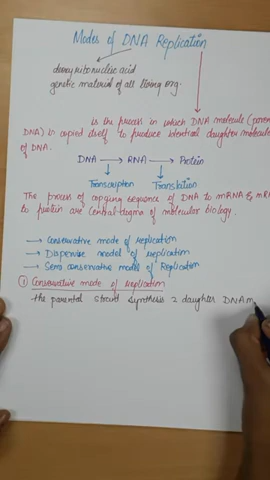 Modes of DNA Replication
deoxyribonucleic acid
genetic material of all living org.
is the process in which DNA molecule (paren
DNA) is copied itself to produce identical daughter molecule
of DNA.
DNA → RNA → Protein
Transcription Translation
The process of copying sequence of DNA to mRNA & mR
to protein are central dogma of molecular biology.
→ Conservative mode of replication
→ Dispersive model of replication
→ Semi conservative model of Replication
① Conservative mode of replication
the parental strand synthesis 2 daughter DNA m